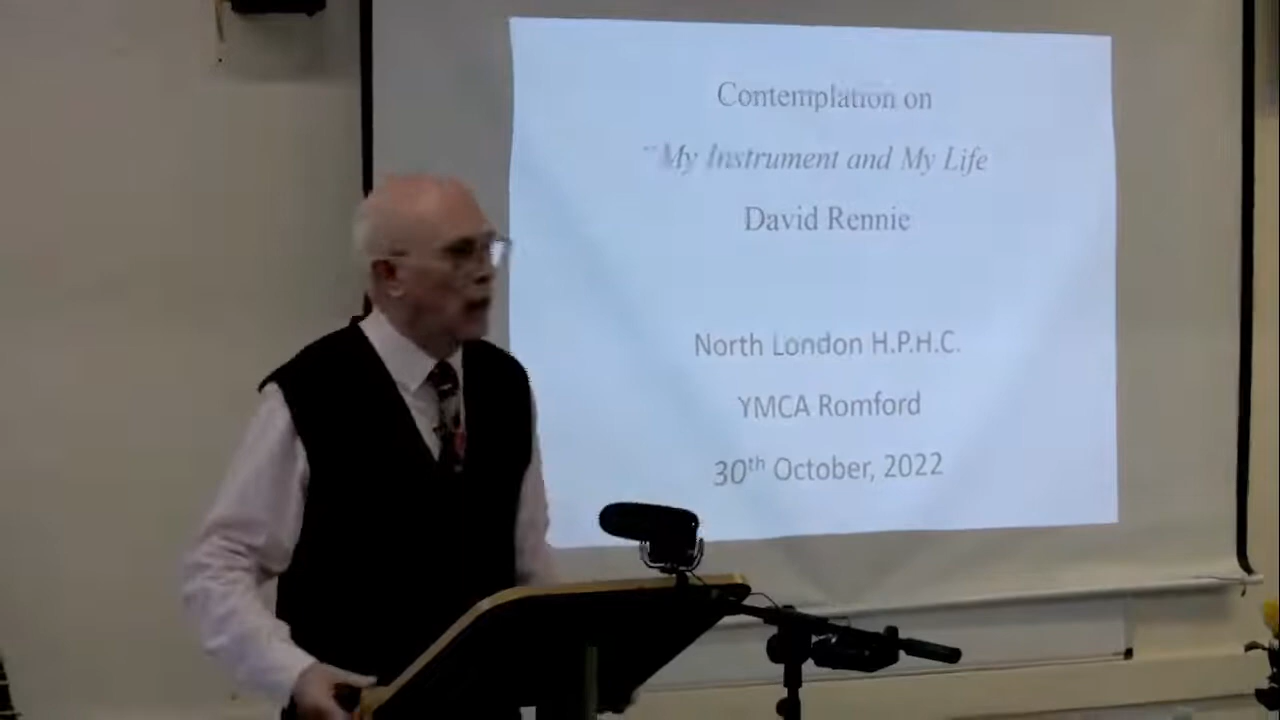 Contemplation on
"My Instrument and My Life
David Rennie
North London H.P.H.C.
YMCA Romford
30th October, 2022